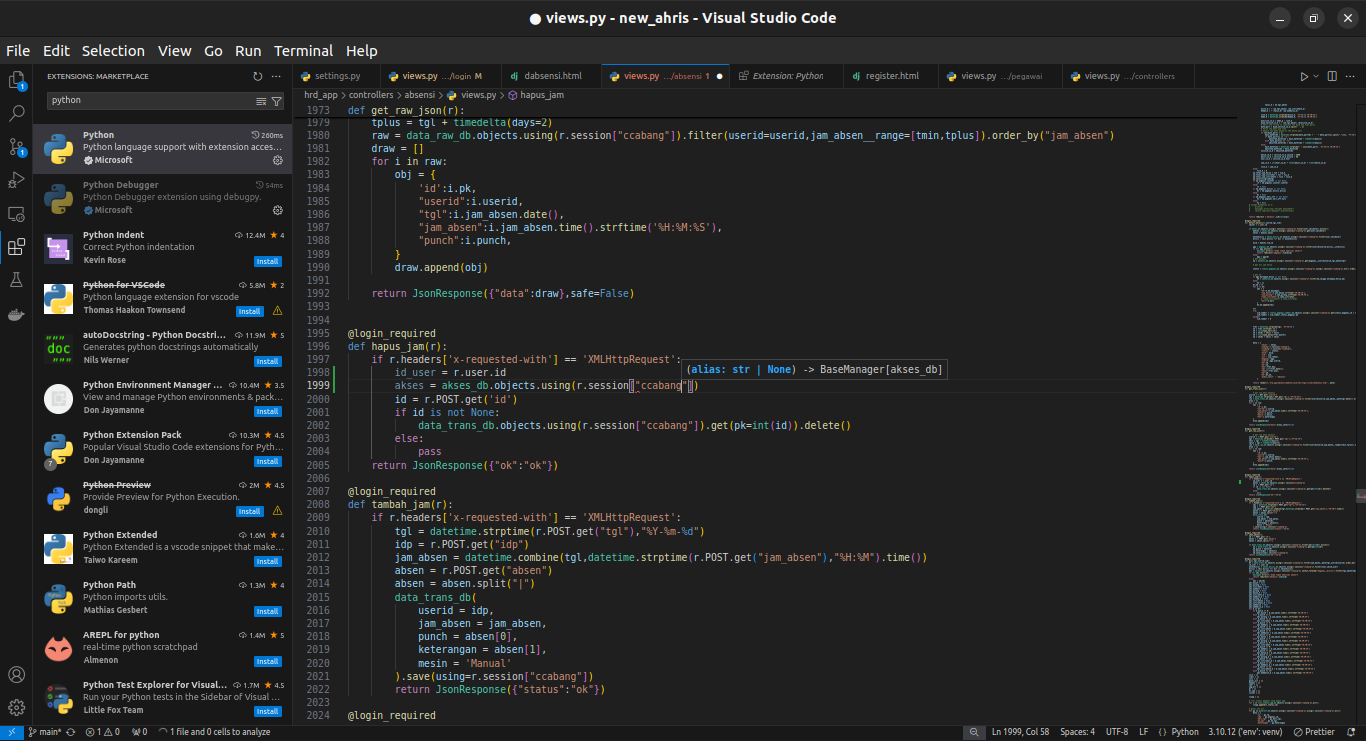 ● views.py - new_ahris - Visual Studio Code
File Edit Selection View Go Run Terminal Help
EXTENSIONS: MARKETPLACE
python
Python 260ms
Python language support with extension acces...
Microsoft
Python Debugger 54ms
Python Debugger extension using debugpy.
Microsoft
Python Indent 12.4M ★ 4
Correct Python indentation
Kevin Rose Install
Python for VSCode 5.8M ★ 2
Python language extension for vscode
Thomas Haakon Townsend Install
autoDocstring - Python Docstri... 11.9M ★ 5
Generates python docstrings automatically
Nils Werner Install
Python Environment Manager ... 10.4M ★ 3.5
View and manage Python environments & pack...
Don Jayamanne Install
Python Extension Pack 10.3M ★ 4.5
Popular Visual Studio Code extensions for Pyth...
Don Jayamanne Install
Python Preview 2M ★ 4.5
Provide Preview for Python Execution.
dongli Install
Python Extended 1.6M ★ 4
Python Extended is a vscode snippet that make...
Taiwo Kareem Install
Python Path 1.3M ★ 4
Python imports utils.
Mathias Gesbert Install
AREPL for python 1.4M ★ 5
real-time python scratchpad
Almenon Install
Python Test Explorer for Visual... 1.7M ★ 4.5
Run your Python tests in the Sidebar of Visual ...
Little Fox Team Install
settings.py views.py .../login M dabsensi.html views.py .../absensi 1 ● Extension: Python register.html views.py .../pegawai views.py .../controllers
hrd_app > controllers > absensi > views.py > hapus_jam
1973 def get_raw_json(r):
1979 tplus = tgl + timedelta(days=2)
1980 raw = data_raw_db.objects.using(r.session["ccabang"]).filter(userid=userid,jam_absen__range=[tmin,tplus]).order_by("jam_absen")
1981 draw = []
1982 for i in raw:
1983 obj = {
1984 'id':i.pk,
1985 "userid":i.userid,
1986 "tgl":i.jam_absen.date(),
1987 "jam_absen":i.jam_absen.time().strftime('%H:%M:%S'),
1988 "punch":i.punch,
1989 }
1990 draw.append(obj)
1991
1992 return JsonResponse({"data":draw},safe=False)
1993
1994
1995 @login_required
1996 def hapus_jam(r):
1997 if r.headers['x-requested-with'] == 'XMLHttpRequest':
1998 id_user = r.user.id
(alias: str | None) -> BaseManager[akses_db]
1999 akses = akses_db.objects.using(r.session["ccabang"])
2000 id = r.POST.get('id')
2001 if id is not None:
2002 data_trans_db.objects.using(r.session["ccabang"]).get(pk=int(id)).delete()
2003 else:
2004 pass
2005 return JsonResponse({"ok":"ok"})
2006
2007 @login_required
2008 def tambah_jam(r):
2009 if r.headers['x-requested-with'] == 'XMLHttpRequest':
2010 tgl = datetime.strptime(r.POST.get("tgl"),"%Y-%m-%d")
2011 idp = r.POST.get("idp")
2012 jam_absen = datetime.combine(tgl,datetime.strptime(r.POST.get("jam_absen"),"%H:%M").time())
2013 absen = r.POST.get("absen")
2014 absen = absen.split("|")
2015 data_trans_db(
2016 userid = idp,
2017 jam_absen = jam_absen,
2018 punch = absen[0],
2019 keterangan = absen[1],
2020 mesin = 'Manual'
2021 ).save(using=r.session["ccabang"])
2022 return JsonResponse({"status":"ok"})
2023
2024 @login_required
main* 1 0 0 1 file and 0 cells to analyze Ln 1999, Col 58 Spaces: 4 UTF-8 LF Python 3.10.12 ('env': venv) Prettier